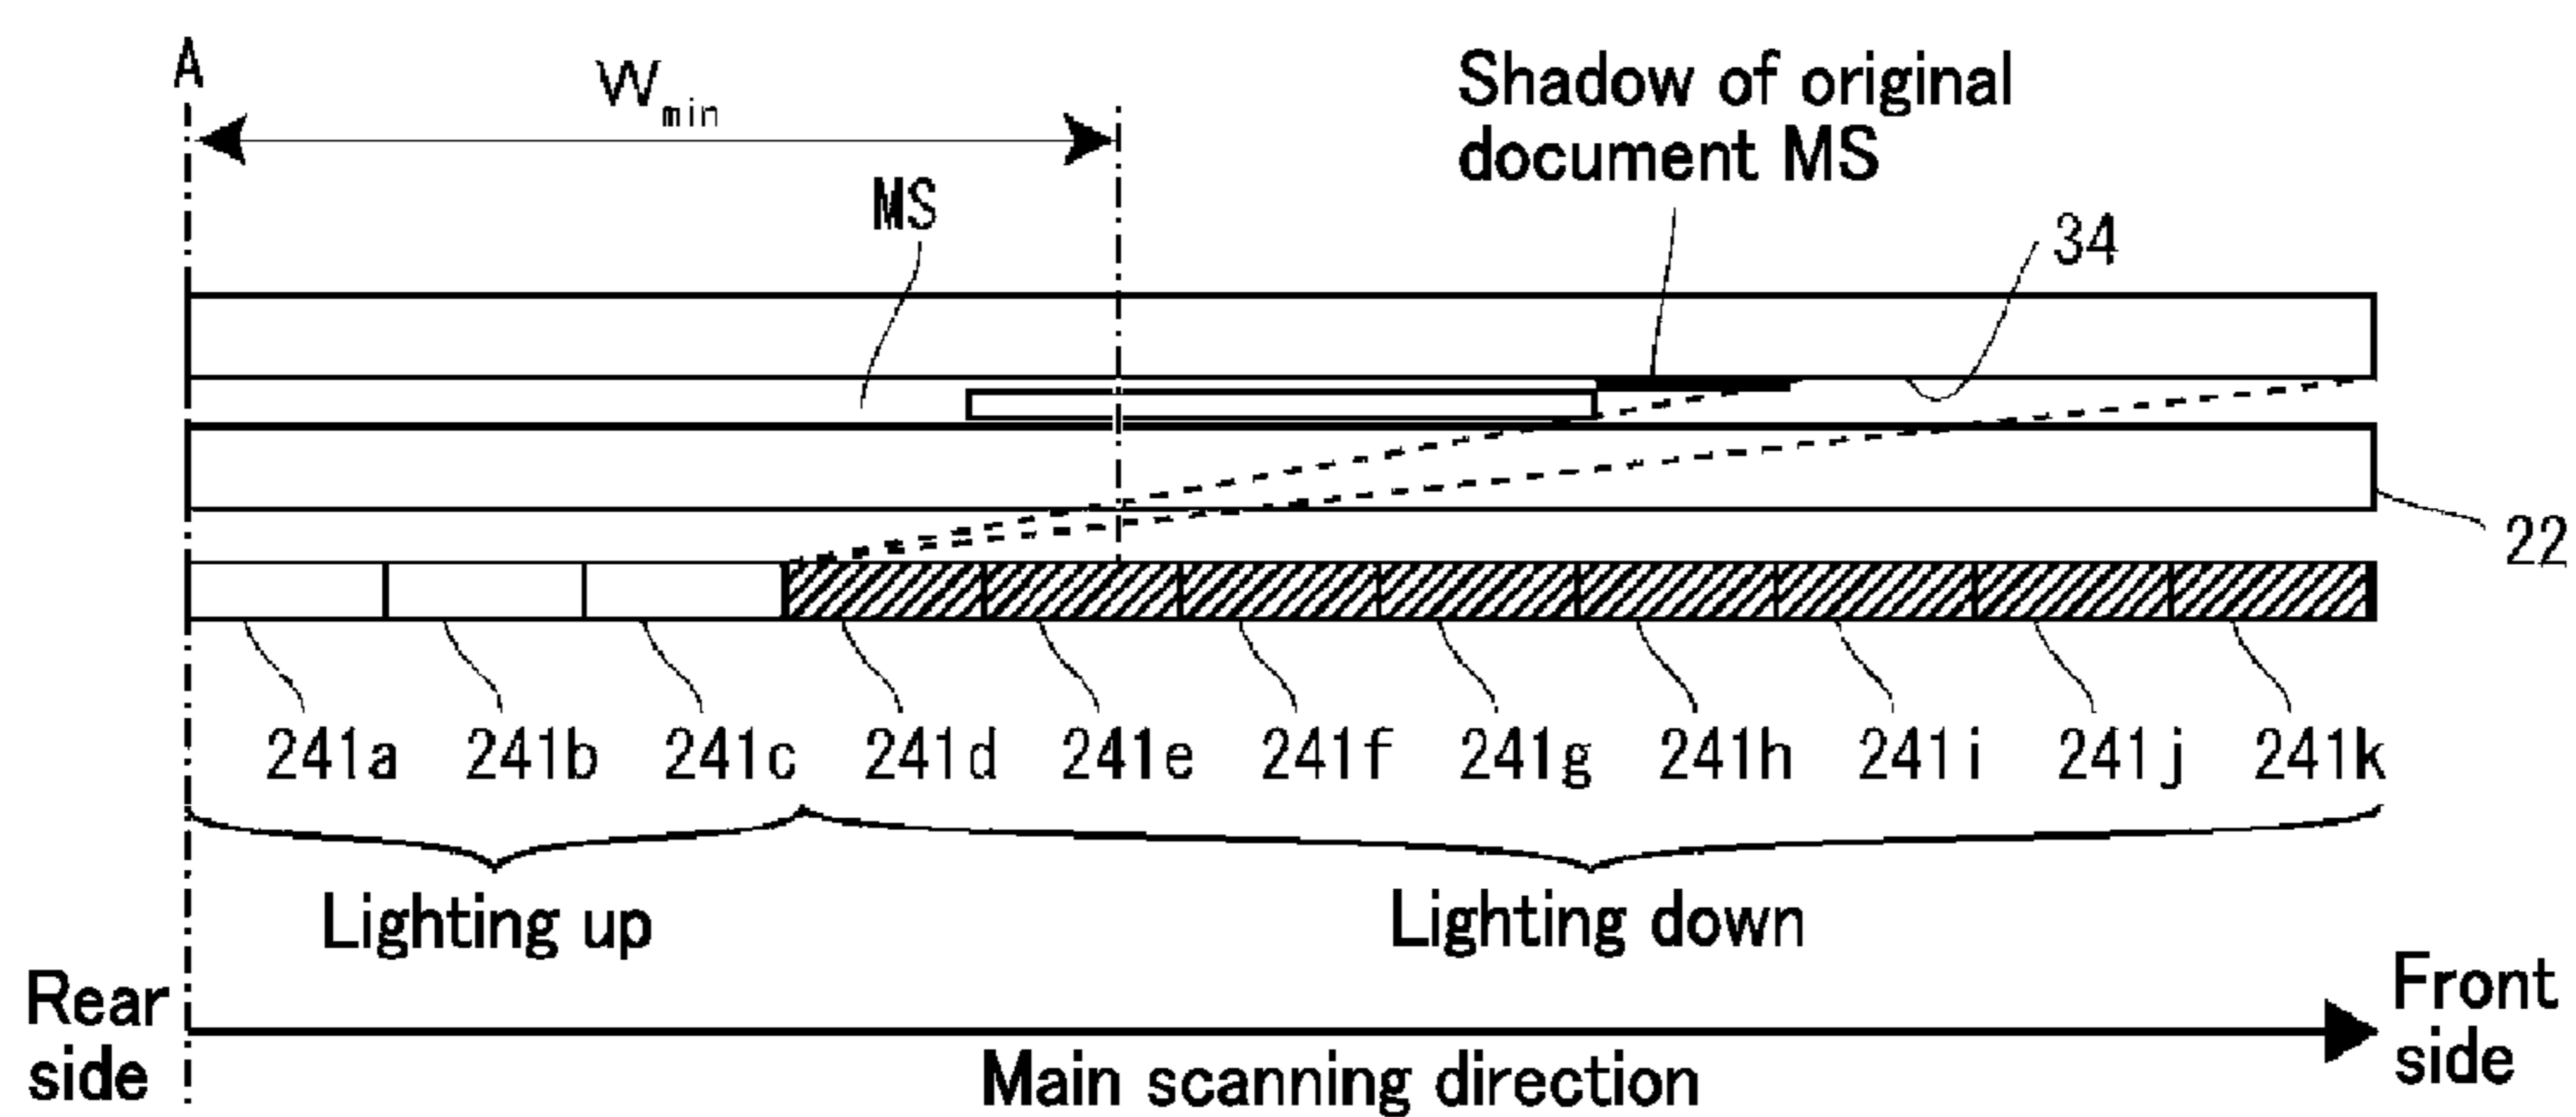 A
W min
Shadow of original
document MS
MS
34
22
241a 241b 241c 241d 241e 241f 241g 241h 241i 241j 241k
Lighting up
Lighting down
Rear
side
Front
side
Main scanning direction